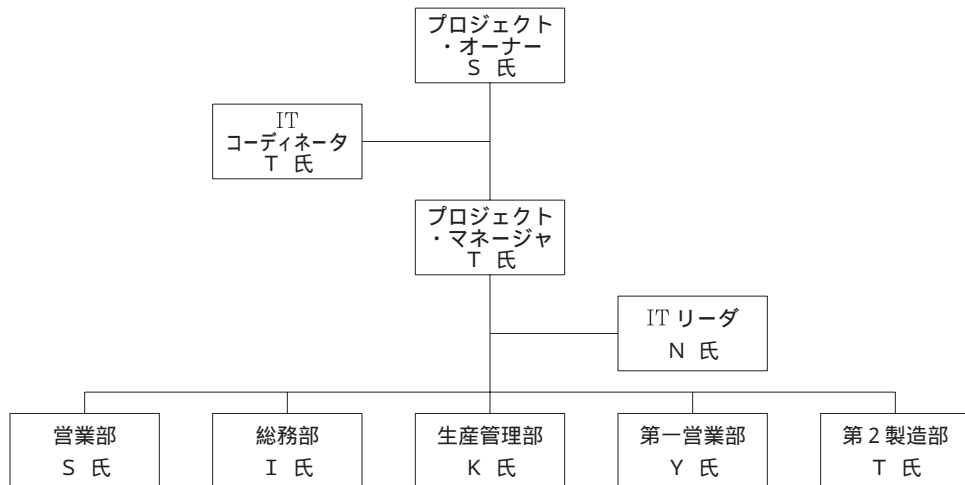 プロジェクト
・オーナー
S 氏
IT
コーディネータ
T 氏
プロジェクト
・マネージャ
T 氏
IT リーダ
N 氏
営業部
S 氏
総務部
I 氏
生産管理部
K 氏
第一営業部
Y 氏
第2製造部
T 氏